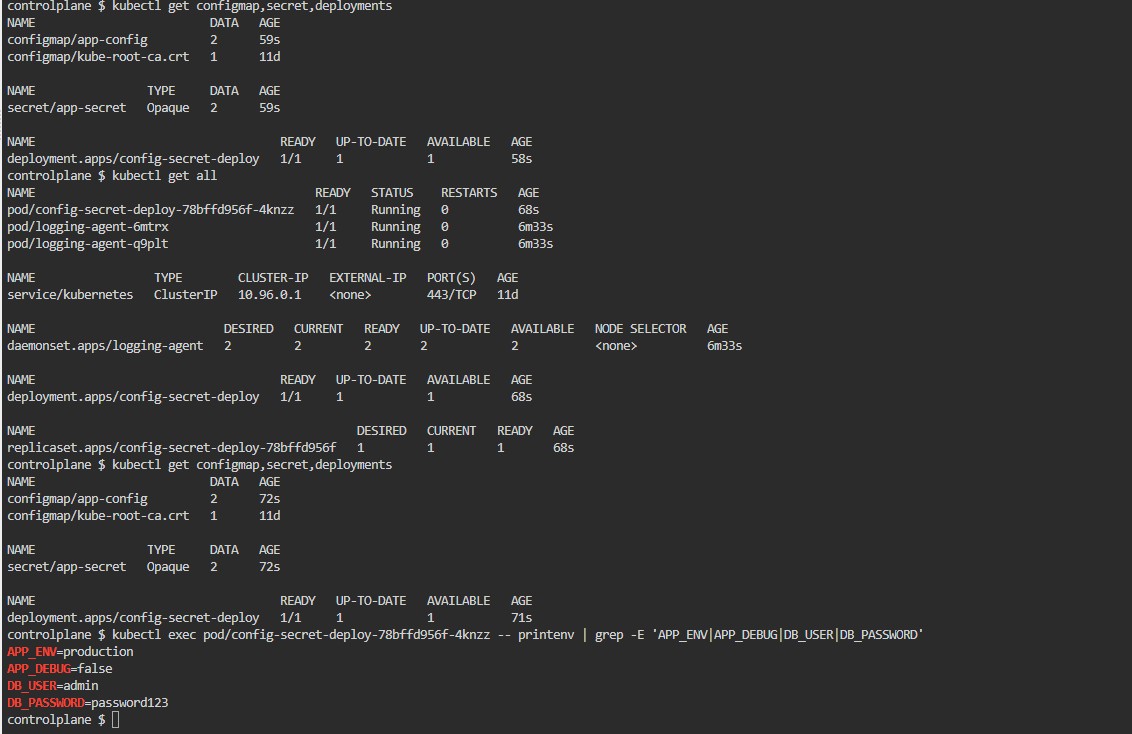 controlplane $ kubectl get configmap,secret,deployments
NAME                         DATA   AGE
configmap/app-config         2      59s
configmap/kube-root-ca.crt   1      11d

NAME                TYPE     DATA   AGE
secret/app-secret   Opaque   2      59s

NAME                                   READY   UP-TO-DATE   AVAILABLE   AGE
deployment.apps/config-secret-deploy   1/1     1            1           58s
controlplane $ kubectl get all
NAME                                        READY   STATUS    RESTARTS   AGE
pod/config-secret-deploy-78bffd956f-4knzz   1/1     Running   0          68s
pod/logging-agent-6mtrx                     1/1     Running   0          6m33s
pod/logging-agent-q9plt                     1/1     Running   0          6m33s

NAME                 TYPE        CLUSTER-IP   EXTERNAL-IP   PORT(S)   AGE
service/kubernetes   ClusterIP   10.96.0.1    <none>        443/TCP   11d

NAME                           DESIRED   CURRENT   READY   UP-TO-DATE   AVAILABLE   NODE SELECTOR   AGE
daemonset.apps/logging-agent   2         2         2       2            2           <none>          6m33s

NAME                                   READY   UP-TO-DATE   AVAILABLE   AGE
deployment.apps/config-secret-deploy   1/1     1            1           68s

NAME                                              DESIRED   CURRENT   READY   AGE
replicaset.apps/config-secret-deploy-78bffd956f   1         1         1       68s
controlplane $ kubectl get configmap,secret,deployments
NAME                         DATA   AGE
configmap/app-config         2      72s
configmap/kube-root-ca.crt   1      11d

NAME                TYPE     DATA   AGE
secret/app-secret   Opaque   2      72s

NAME                                   READY   UP-TO-DATE   AVAILABLE   AGE
deployment.apps/config-secret-deploy   1/1     1            1           71s
controlplane $ kubectl exec pod/config-secret-deploy-78bffd956f-4knzz -- printenv | grep -E 'APP_ENV|APP_DEBUG|DB_USER|DB_PASSWORD'
APP_ENV=production
APP_DEBUG=false
DB_USER=admin
DB_PASSWORD=password123
controlplane $